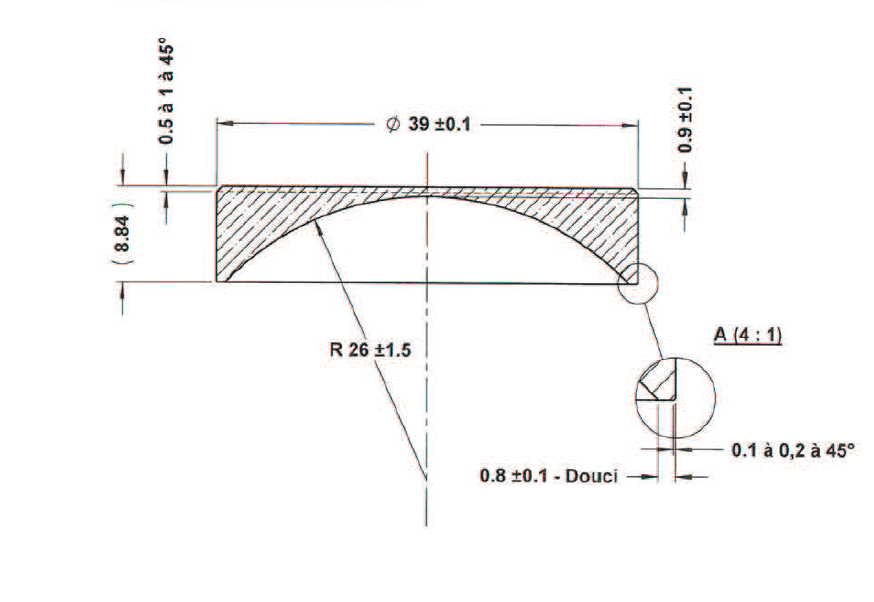 0.5 à 1 à 45°
Ø 39 ±0.1
0.9 ±0.1
( 8.84 )
R 26 ±1.5
A (4 : 1)
0.1 à 0,2 à 45°
0.8 ±0.1 - Douci